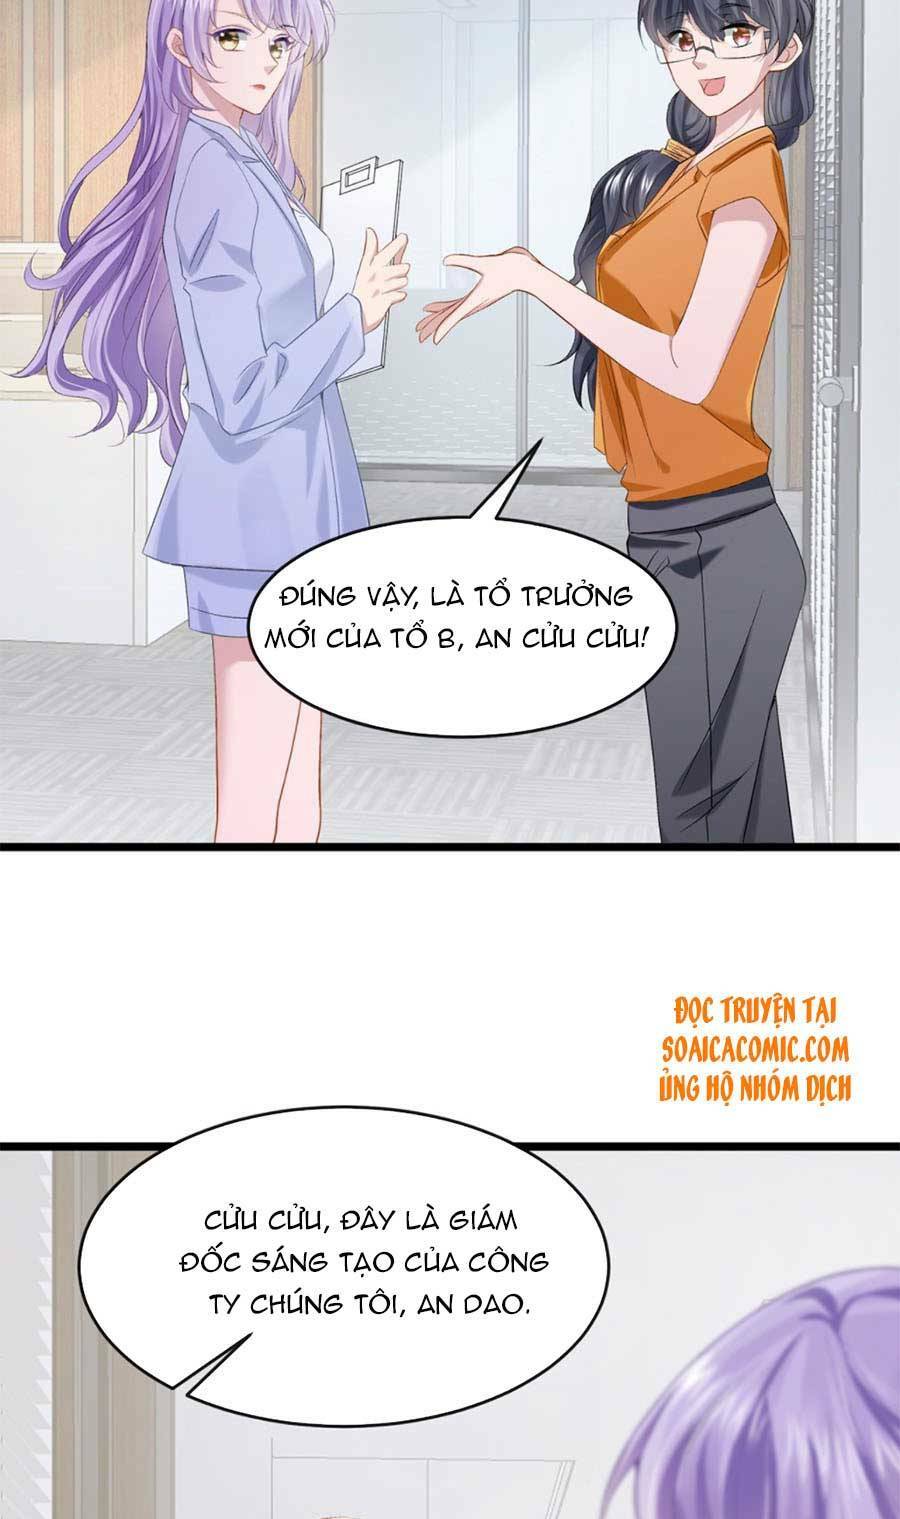 ĐÚNG VẬY, LÀ TỔ TRƯỞNG
MỚI CỦA TỔ B, AN CỬU CỬU!
ĐỌC TRUYỆN TẠI
SOAICACOMIC.COM
ỦNG HỘ NHÓM DỊCH
CỬU CỬU, ĐÂY LÀ GIÁM
ĐỐC SÁNG TẠO CỦA CÔNG
TY CHÚNG TÔI, AN DAO.